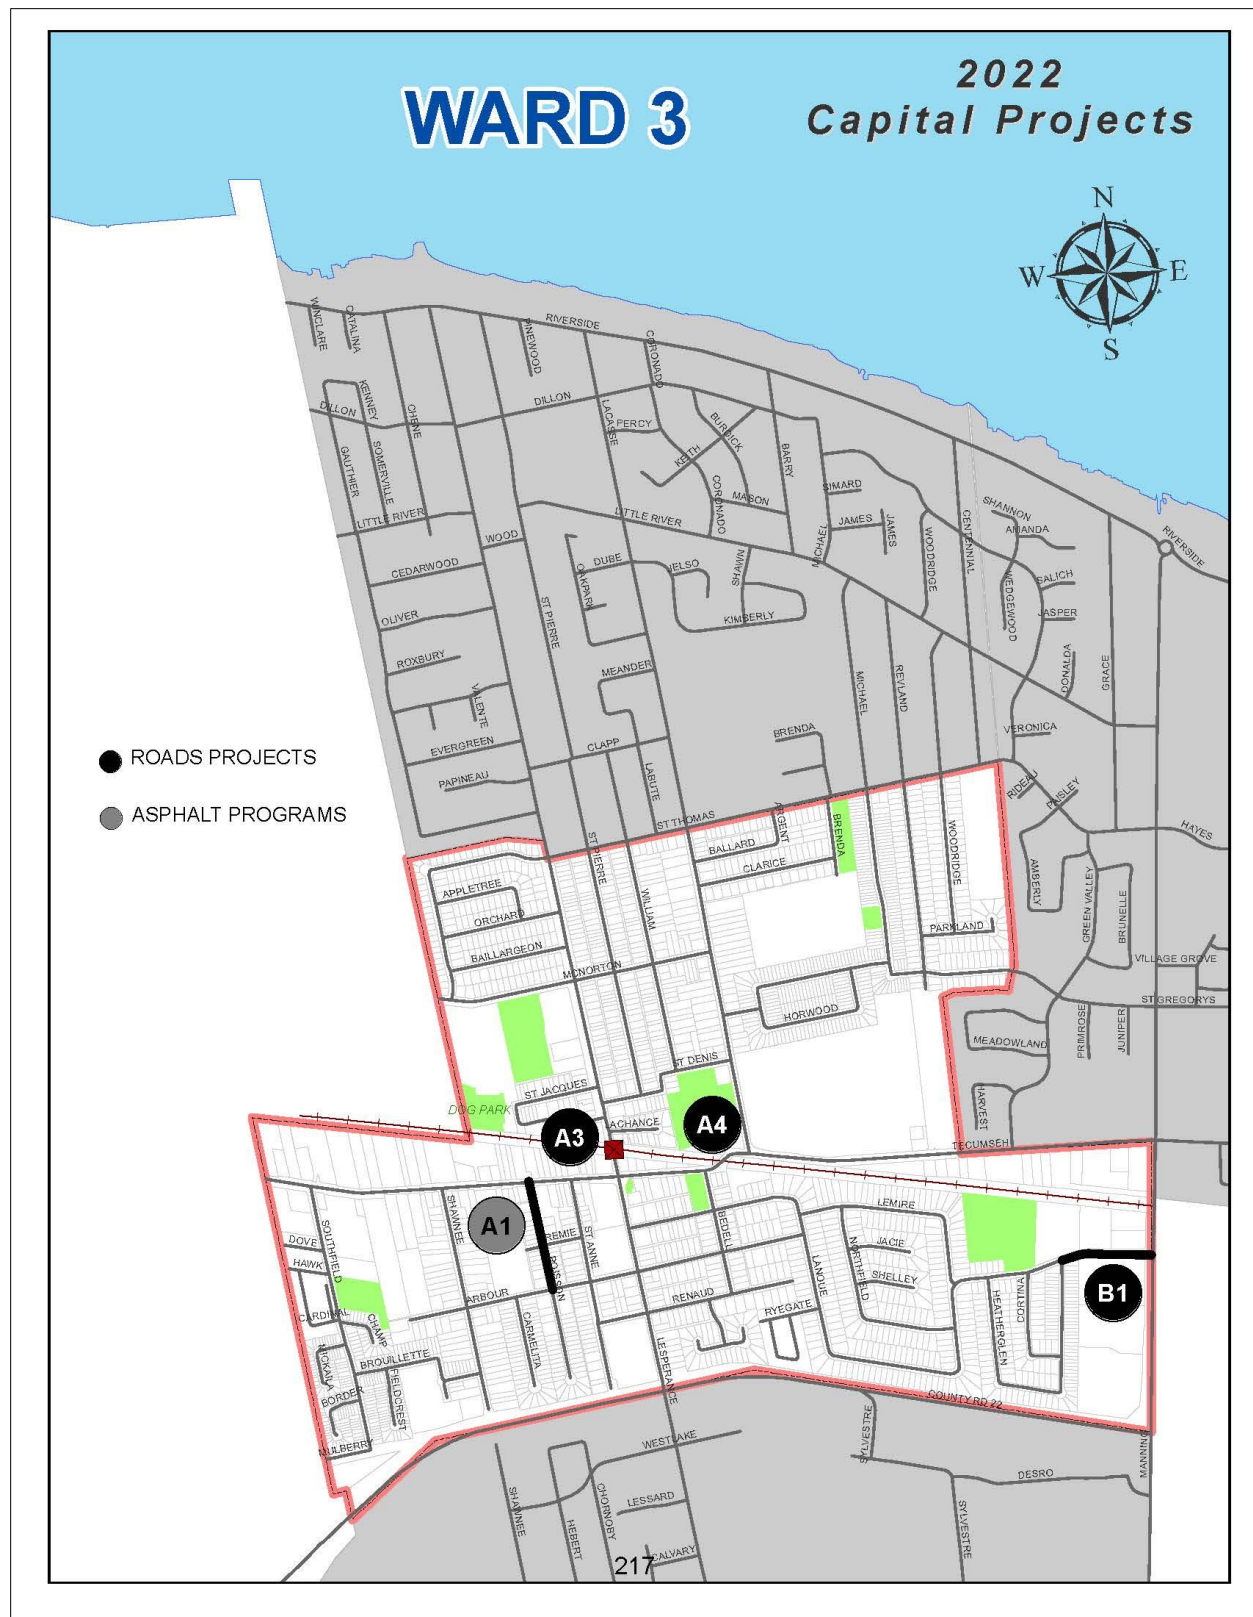 WARD 3
2022
Capital Projects
N
W
E
S
ROADS PROJECTS
ASPHALT PROGRAMS
WINCLARE
CATALINA
PINEWOOD
RIVERSIDE
CORONADO
KENNEY
DILLON
CHENE
DILLON
LACASSE
PERCY
BURDICK
KEITH
BARRY
GAUTHIER
SOMERVILLE
CORONADO
MASON
SIMARD
LITTLE RIVER
LITTLE RIVER
MICHAEL
JAMES
JAMES
WOODRIDGE
CENTENNIAL
SHANNON
AMANDA
RIVERSIDE
WOOD
CEDARWOOD
DUBE
OAKPARK
SHAWN
WEDGEWOOD
SALICH
OLIVER
ST PIERRE
KIMBERLY
JASPER
ROXBURY
MEANDER
MICHAEL
REVLAND
DONALDA
GRACE
VALENTE
BRENDA
VERONICA
EVERGREEN
CLAPP
PAPINEAU
LABUTE
RIDEAU
PAISLEY
ST THOMAS
ARGENT
BRENDA
WOODRIDGE
HAYES
ST PIERRE
BALLARD
CLARICE
APPLETREE
WILLIAM
AMBERLY
GREEN VALLEY
BRUNELLE
ORCHARD
PARKLAND
BAILLARGEON
VILLAGE GROVE
MCNORTON
ST GREGORYS
HORWOOD
PRIMROSE
JUNIPER
MEADOWLAND
ST DENIS
ST JACQUES
HARVEST
DOG PARK
A3
ACHANCE
A4
TECUMSEH
SHAWNEE
A1
REMIE
ST ANNE
BEDELL
LEMIRE
SOUTHFIELD
DOVE
HAWK
POISSON
LANOUE
NORTHFIELD
JACIE
SHELLEY
B1
ARBOUR
RENAUD
RYEGATE
HEATHERGLEN
CORTINA
CARDINAL
CHAMP
CARMELITA
LESPERANCE
MICKAILA
BROUILLETTE
BORDER
FIELDCREST
COUNTY RD 22
MULBERRY
WESTLAKE
SYLVESTRE
MANNING
DESRO
SHAWNEE
HEBERT
CHORNOBY
LESSARD
SYLVESTRE
CALVARY
217